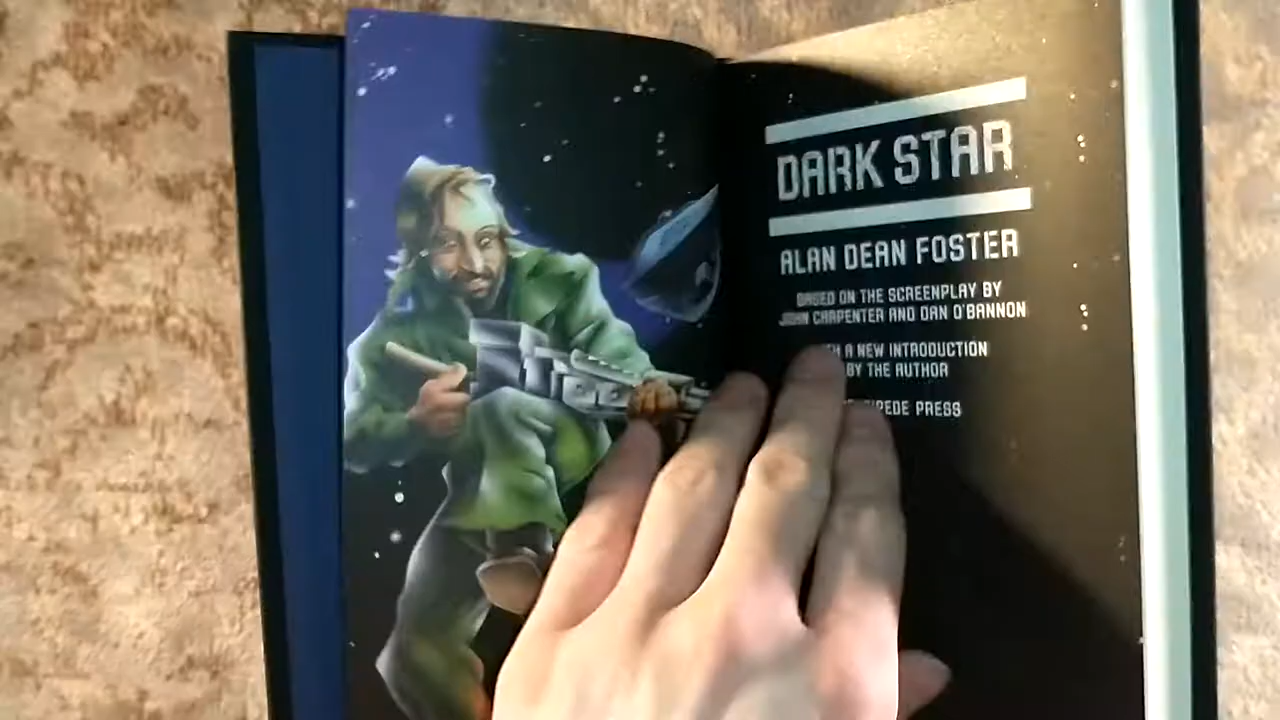 DARK STAR
ALAN DEAN FOSTER
BASED ON THE SCREENPLAY BY
JOHN CARPENTER AND DAN O'BANNON
A NEW INTRODUCTION
BY THE AUTHOR
PRESS